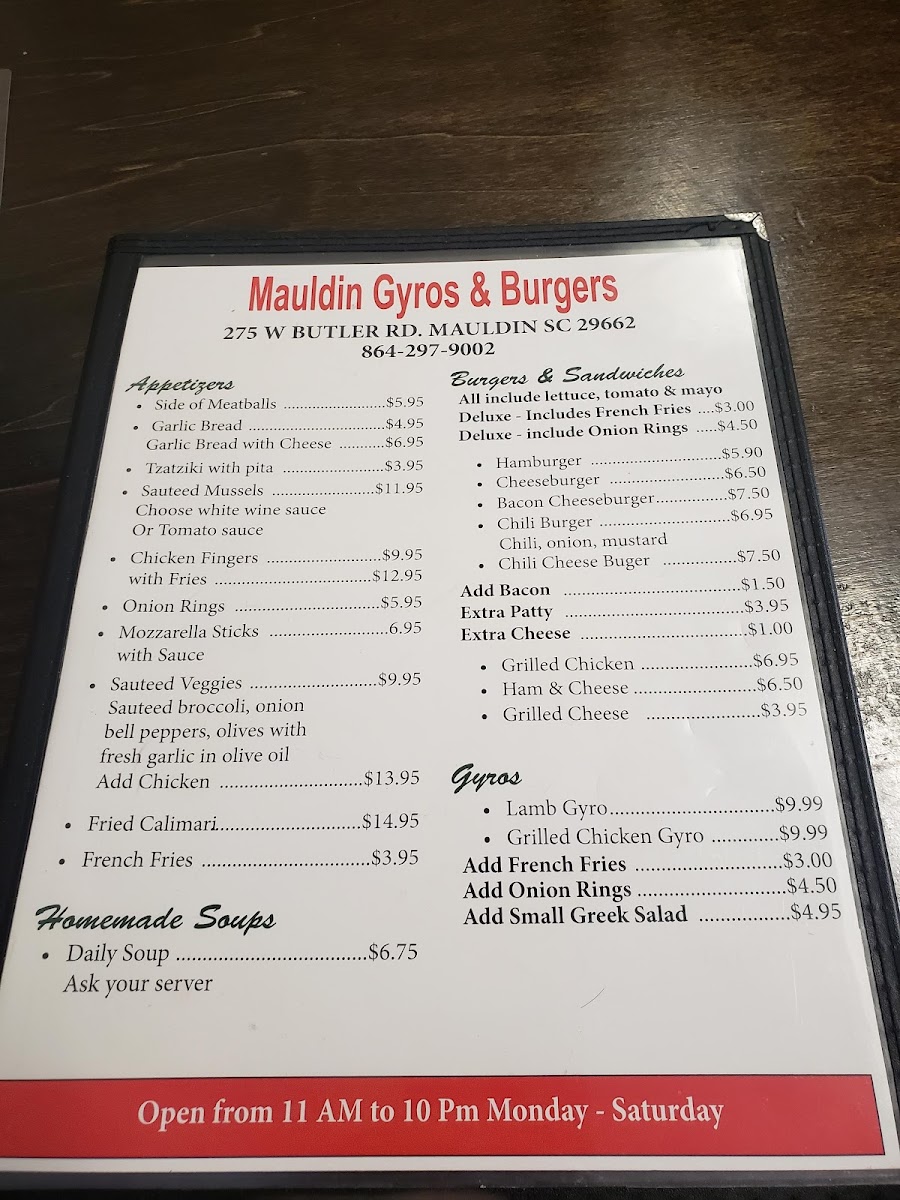 Mauldin Gyros & Burgers
275 W BUTLER RD. MAULDIN SC 29662
864-297-9002
Appetizers
• Side of Meatballs ........................$5.95
• Garlic Bread ................................$4.95
Garlic Bread with Cheese ...........$6.95
• Tzatziki with pita ........................$3.95
• Sauteed Mussels ........................$11.95
Choose white wine sauce
Or Tomato sauce
• Chicken Fingers ..........................$9.95
with Fries ...................................$12.95
• Onion Rings ................................$5.95
• Mozzarella Sticks ..........................6.95
with Sauce
• Sauteed Veggies ...........................$9.95
Sauteed broccoli, onion
bell peppers, olives with
fresh garlic in olive oil
Add Chicken ..............................$13.95
• Fried Calimari..............................$14.95
• French Fries ..................................$3.95
Homemade Soups
• Daily Soup .....................................$6.75
Ask your server
Burgers & Sandwiches
All include lettuce, tomato & mayo
Deluxe - Includes French Fries ....$3.00
Deluxe - include Onion Rings .....$4.50
• Hamburger ..............................$5.90
• Cheeseburger ..........................$6.50
• Bacon Cheeseburger.................$7.50
• Chili Burger .............................$6.95
Chili, onion, mustard
• Chili Cheese Buger ................$7.50
Add Bacon ....................................$1.50
Extra Patty ....................................$3.95
Extra Cheese .................................$1.00
• Grilled Chicken ......................$6.95
• Ham & Cheese ........................$6.50
• Grilled Cheese ......................$3.95
Gyros
• Lamb Gyro...............................$9.99
• Grilled Chicken Gyro .............$9.99
Add French Fries ............................$3.00
Add Onion Rings ............................$4.50
Add Small Greek Salad .................$4.95
Open from 11 AM to 10 Pm Monday - Saturday